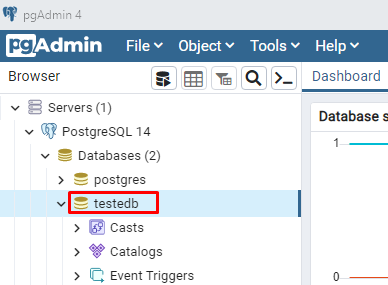 pgAdmin 4
pgAdmin File Object Tools Help
Browser Dashboard
Servers (1)
Database s
PostgreSQL 14
1
Databases (2)
postgres
testedb
Casts
Catalogs
Event Triggers
0